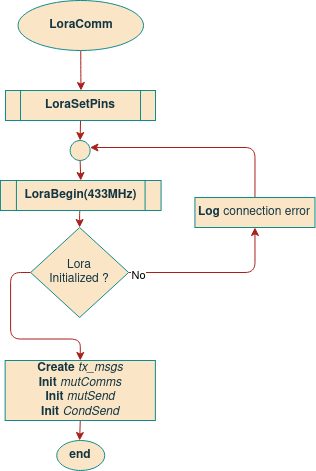 LoraComm
LoraSetPins
LoraBegin(433MHz)
Log connection error
Lora
Initialized ?
No
Create tx_msgs
Init mutComms
Init mutSend
Init CondSend
end